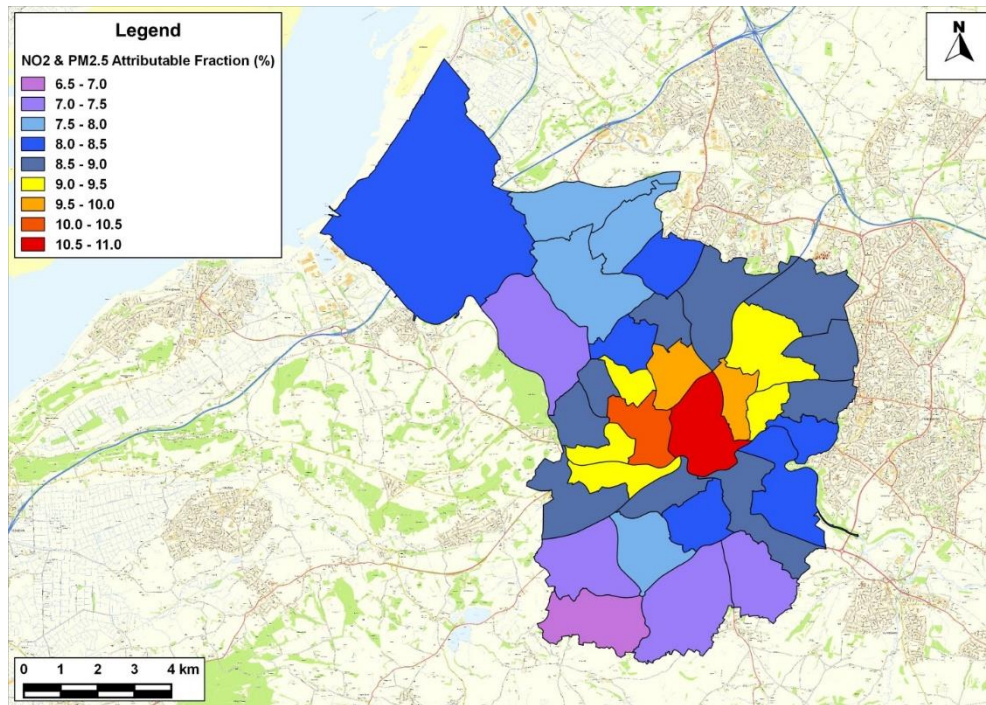 Legend
NO2 & PM2.5 Attributable Fraction (%)
6.5 - 7.0
7.0 - 7.5
7.5 - 8.0
8.0 - 8.5
8.5 - 9.0
9.0 - 9.5
9.5 - 10.0
10.0 - 10.5
10.5 - 11.0
N
0 1 2 3 4 km